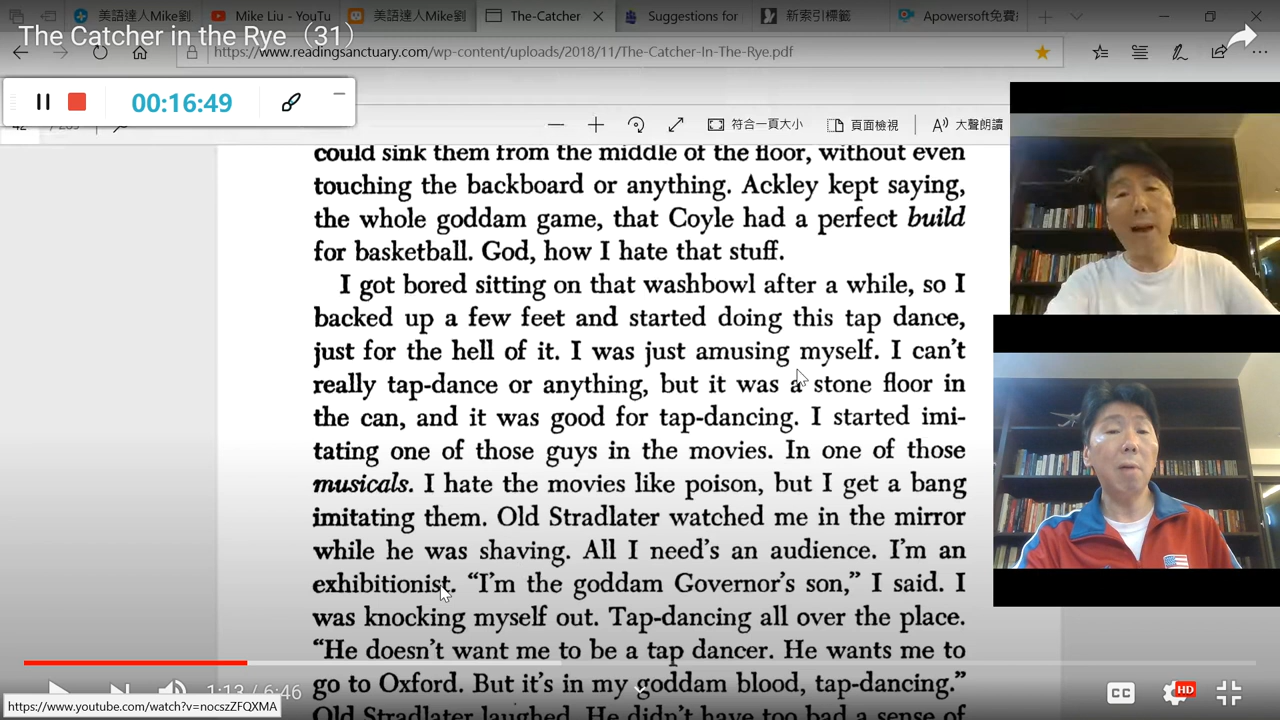 美語達人Mike劉
Mike Liu - YouTu
美語達人Mike劉
The-Catcher
Suggestions for
新索引標籤
Apowersoft免費
The Catcher in the Rye（31）
https://www.readingsanctuary.com/wp-content/uploads/2018/11/The-Catcher-In-The-Rye.pdf
00:16:49
符合一頁大小
頁面檢視
大聲朗讀
could sink them from the middle of the floor, without even
touching the backboard or anything. Ackley kept saying,
the whole goddam game, that Coyle had a perfect build
for basketball. God, how I hate that stuff.
I got bored sitting on that washbowl after a while, so I
backed up a few feet and started doing this tap dance,
just for the hell of it. I was just amusing myself. I can't
really tap-dance or anything, but it was a stone floor in
the can, and it was good for tap-dancing. I started imi-
tating one of those guys in the movies. In one of those
musicals. I hate the movies like poison, but I get a bang
imitating them. Old Stradlater watched me in the mirror
while he was shaving. All I need's an audience. I'm an
exhibitionist. “I'm the goddam Governor's son,” I said. I
was knocking myself out. Tap-dancing all over the place.
“He doesn't want me to be a tap dancer. He wants me to
go to Oxford. But it's in my goddam blood, tap-dancing.”
Old Stradlater laughed. He didn't have too bad a sense of
1:13 / 6:46
CC
HD
https://www.youtube.com/watch?v=nocszZFQXMA